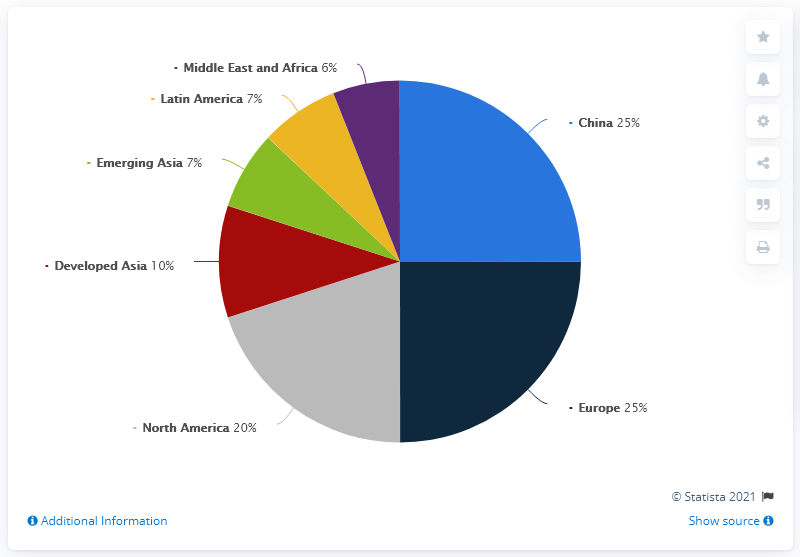 Middle East and Africa 6%
Latin America 7%
China 25%
Emerging Asia 7%
Developed Asia 10%
Europe 25%
North America 20%
© Statista 2021
Additional Information
Show source